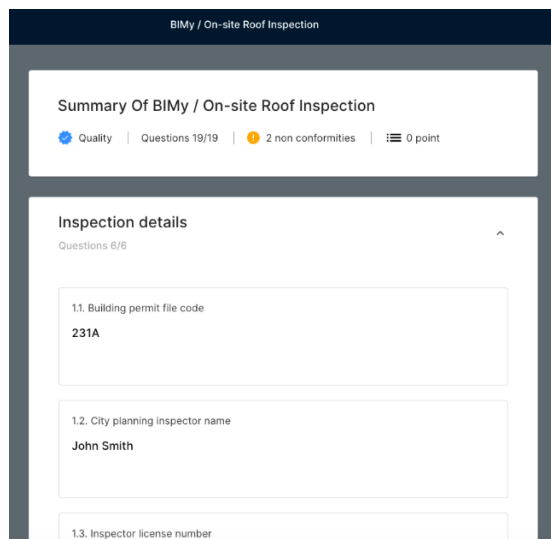 BIMy / On-site Roof Inspection
Summary Of BIMy / On-site Roof Inspection
Quality | Questions 19/19 | 2 non conformities | 0 point
Inspection details
Questions 6/6
1.1. Building permit file code
231A
1.2. City planning inspector name
John Smith
1.3. Inspector license number